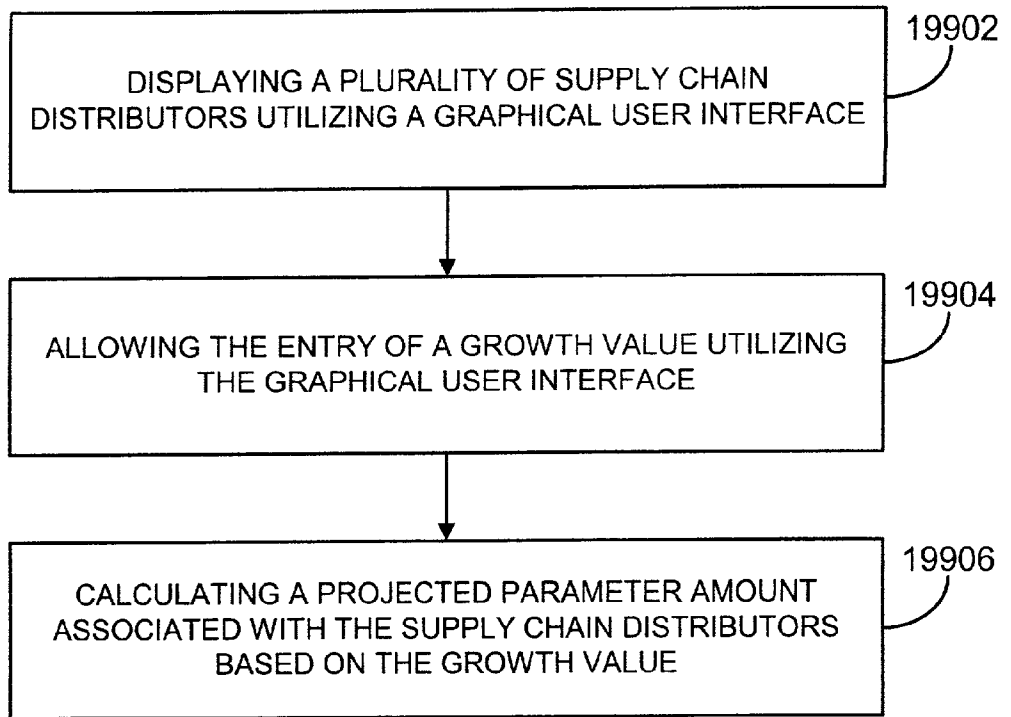 19902
DISPLAYING A PLURALITY OF SUPPLY CHAIN
DISTRIBUTORS UTILIZING A GRAPHICAL USER INTERFACE
19904
ALLOWING THE ENTRY OF A GROWTH VALUE UTILIZING
THE GRAPHICAL USER INTERFACE
19906
CALCULATING A PROJECTED PARAMETER AMOUNT
ASSOCIATED WITH THE SUPPLY CHAIN DISTRIBUTORS
BASED ON THE GROWTH VALUE